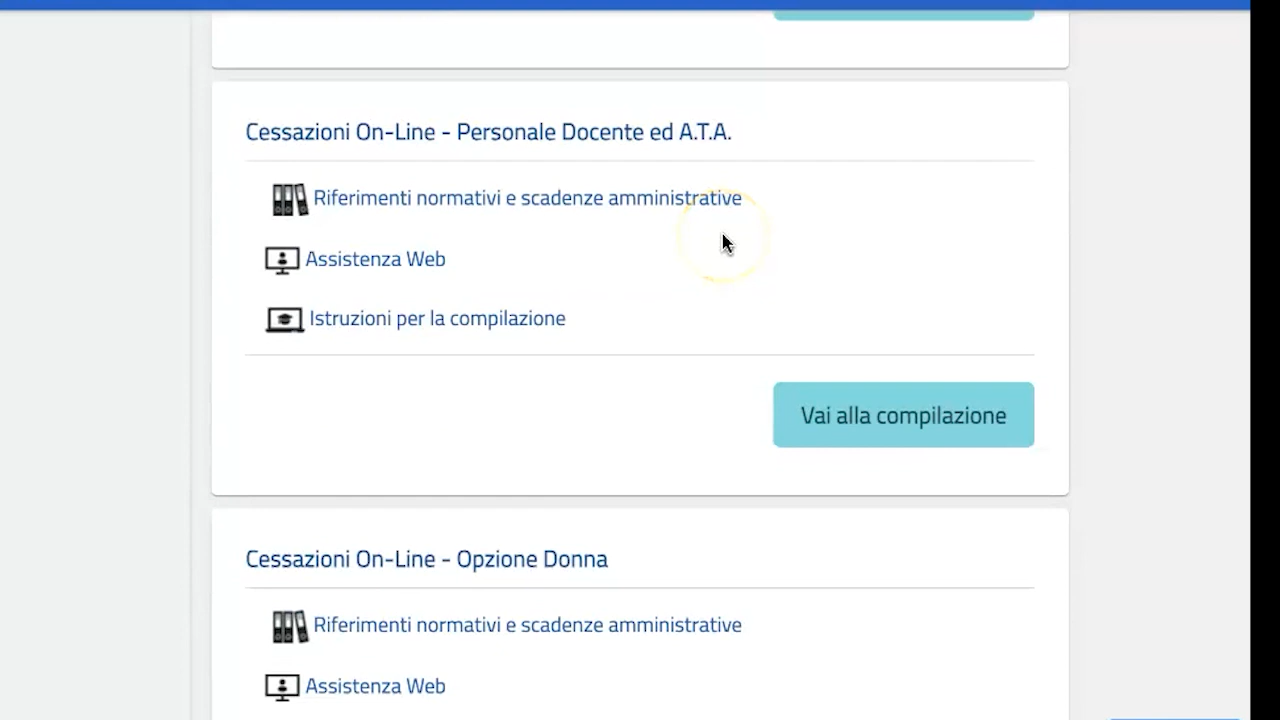 Cessazioni On-Line - Personale Docente ed A.T.A.
Riferimenti normativi e scadenze amministrative
Assistenza Web
Istruzioni per la compilazione
Vai alla compilazione
Cessazioni On-Line - Opzione Donna
Riferimenti normativi e scadenze amministrative
Assistenza Web